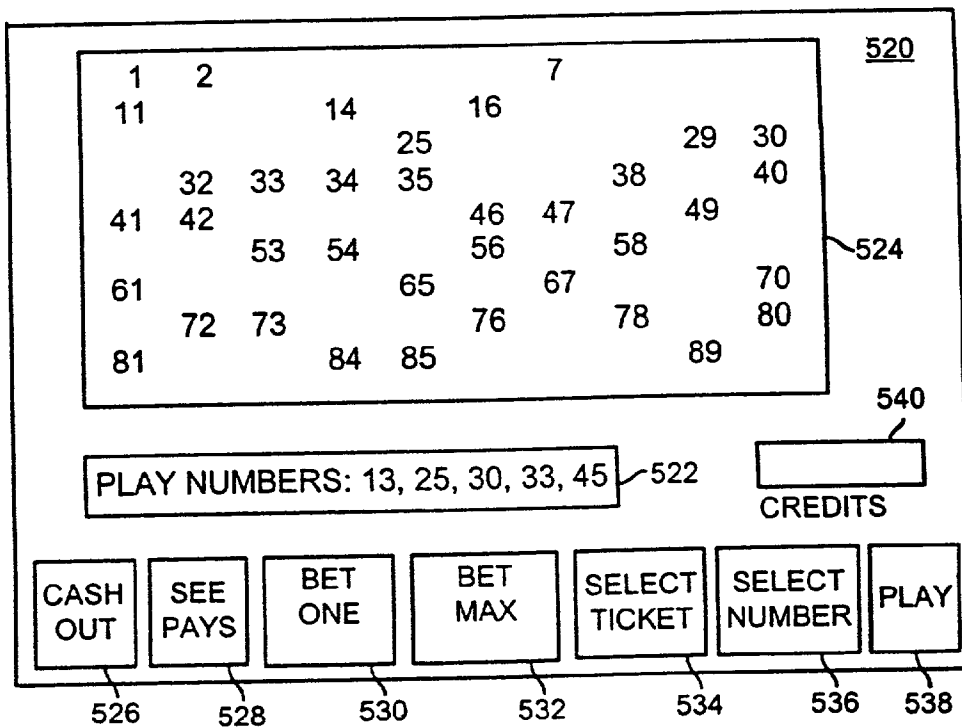 520
1 2 7
11 14 16
25 29 30
32 33 34 35 38 40
41 42 46 47 49
53 54 56 58
524
61 65 67 70
72 73 76 78 80
81 84 85 89
540
PLAY NUMBERS: 13, 25, 30, 33, 45
522
CREDITS
CASH OUT
SEE PAYS
BET ONE
BET MAX
SELECT TICKET
SELECT NUMBER
PLAY
526 528 530 532 534 536 538